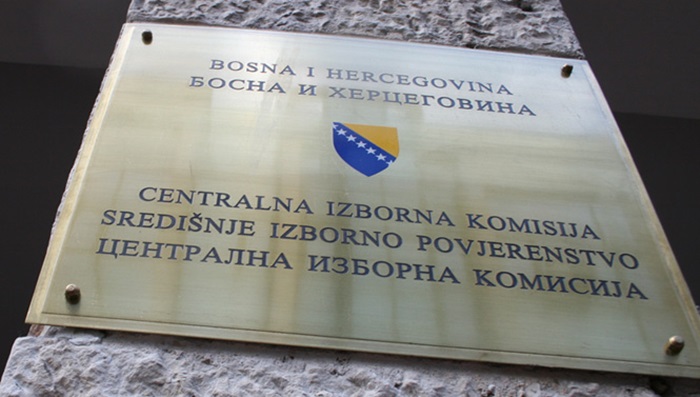 BOSNA I HERCEGOVINA
БОСНА И ХЕРЦЕГОВИНА
CENTRALNA IZBORNA KOMISIJA
SREDIŠNJE IZBORNO POVJERENSTVO
ЦЕНТРАЛНА ИЗБОРНА КОМИСИЈА